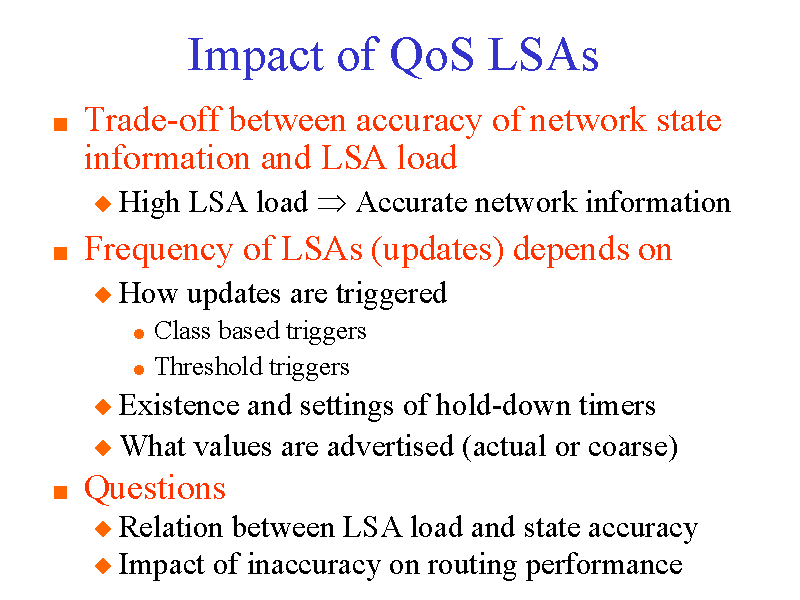 Impact of QoS LSAs
Trade-off between accuracy of network state
information and LSA load
High LSA load ⇒ Accurate network information
Frequency of LSAs (updates) depends on
How updates are triggered
Class based triggers
Threshold triggers
Existence and settings of hold-down timers
What values are advertised (actual or coarse)
Questions
Relation between LSA load and state accuracy
Impact of inaccuracy on routing performance